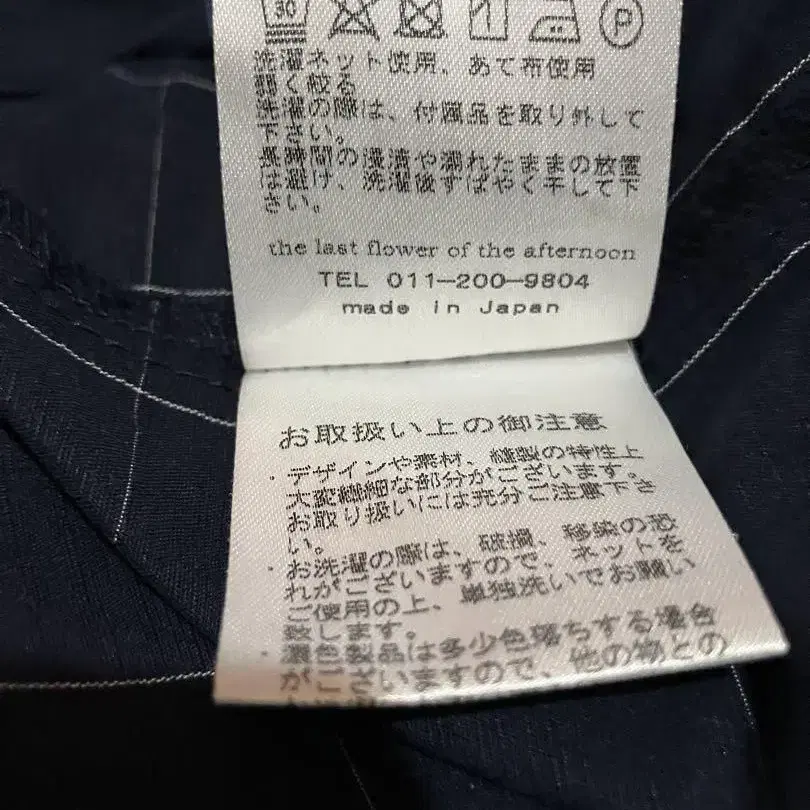 30
P
洗濯ネット使用、あて布使用
弱く絞る
洗濯の際は、付属品を取り外して
下さい。
長時間の浸漬や濡れたままの放置
は避け、洗濯後すばやく干して下
さい。
the last flower of the afternoon
TEL 011-200-9804
made in Japan
お取扱い上の御注意
・デザインや素材、縫製の特性上
大変繊細な部分がございます。
お取り扱いには充分ご注意下さ
い。
・お洗濯の際は、破損、移染の恐
れがございますので、ネットを
ご使用の上、単独洗いでお願い
致します。
・濃色製品は多少色落ちする場合
がございますので、他の物との